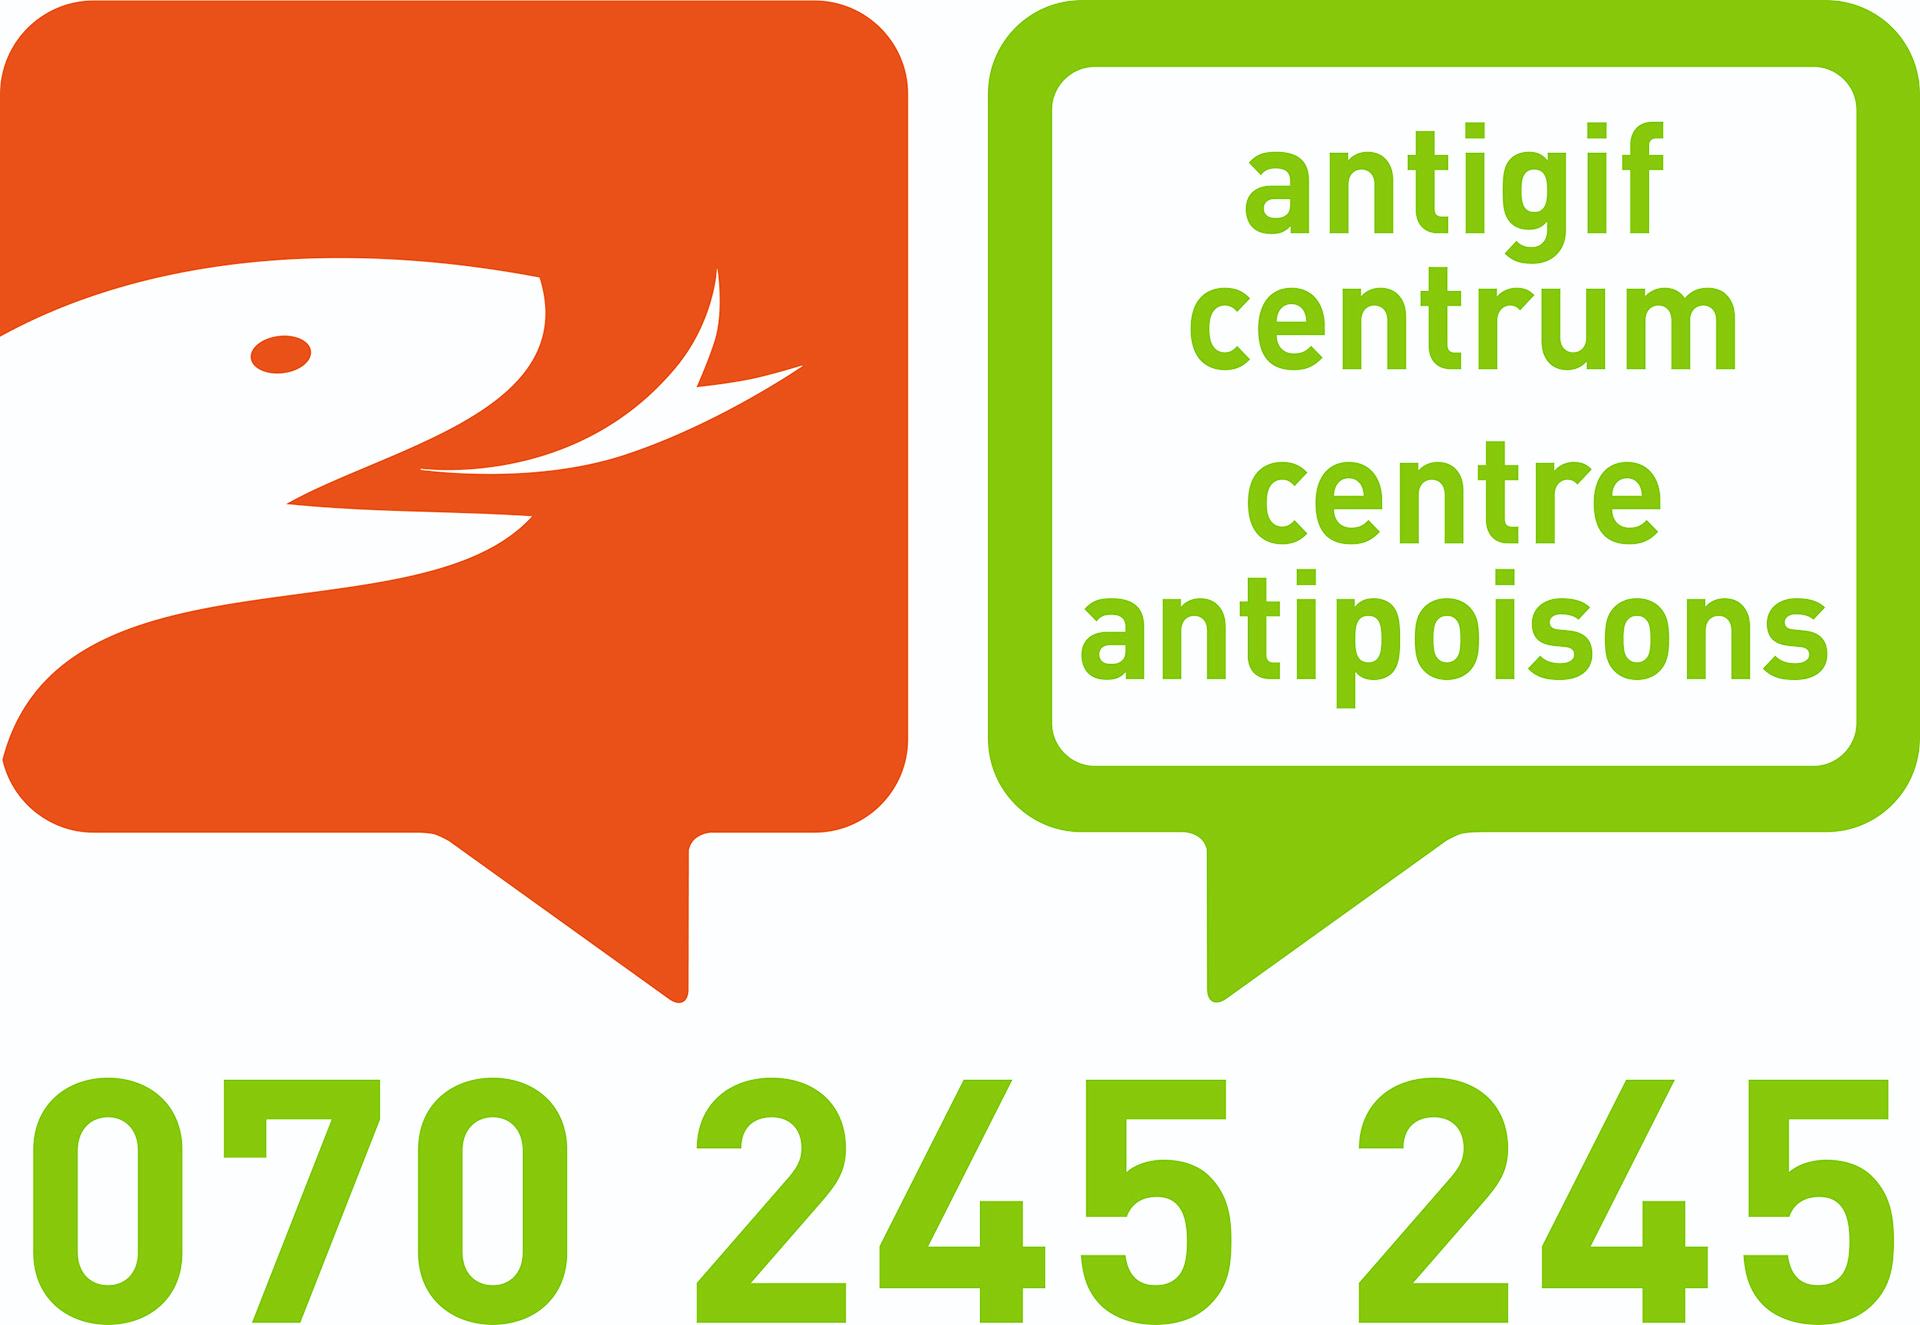 antigif
centrum
centre
antipoisons
070 245 245